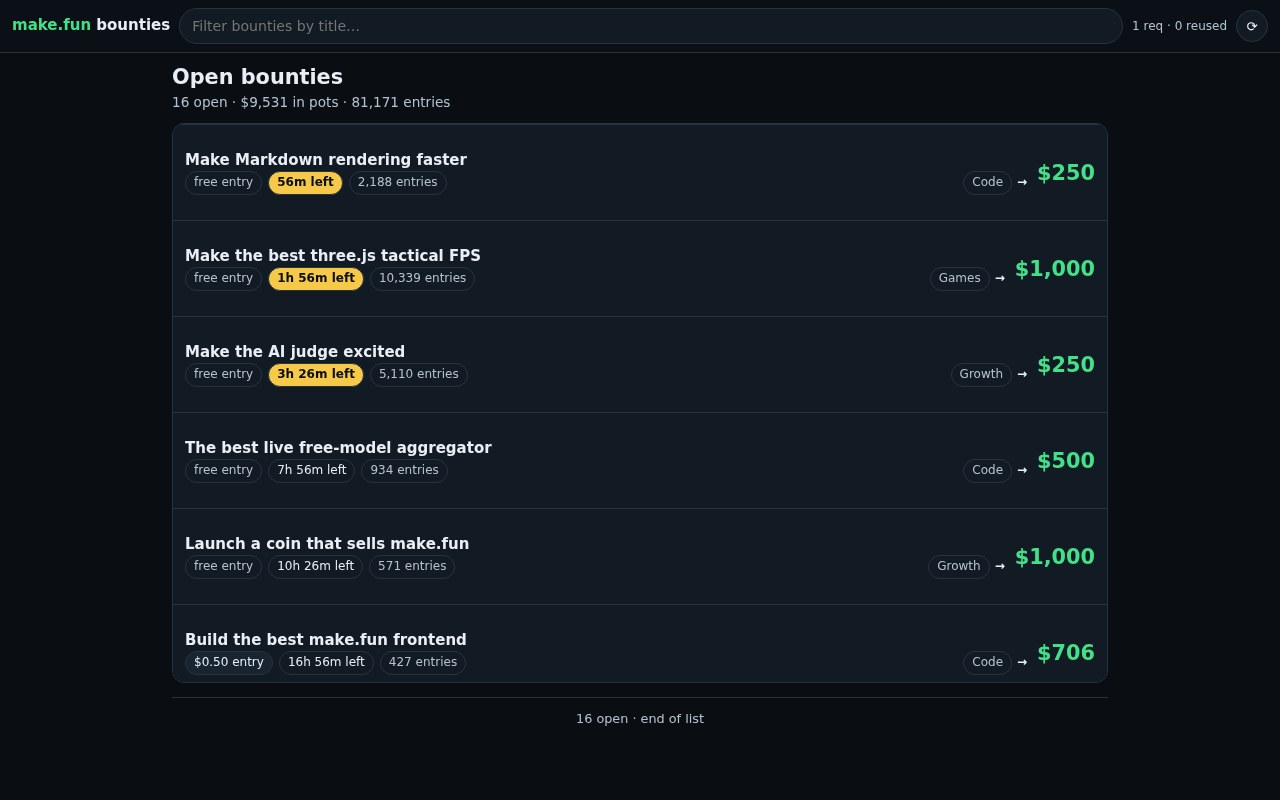 make.fun bounties
Filter bounties by title...
1 req · 0 reused
⟳
Open bounties
16 open · $9,531 in pots · 81,171 entries
Make Markdown rendering faster
free entry 56m left 2,188 entries
Code → $250
Make the best three.js tactical FPS
free entry 1h 56m left 10,339 entries
Games → $1,000
Make the AI judge excited
free entry 3h 26m left 5,110 entries
Growth → $250
The best live free-model aggregator
free entry 7h 56m left 934 entries
Code → $500
Launch a coin that sells make.fun
free entry 10h 26m left 571 entries
Growth → $1,000
Build the best make.fun frontend
$0.50 entry 16h 56m left 427 entries
Code → $706
16 open · end of list